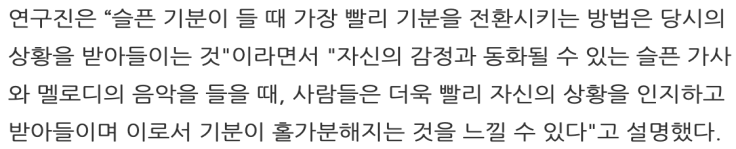 연구진은 “슬픈 기분이 들 때 가장 빨리 기분을 전환시키는 방법은 당시의
상황을 받아들이는 것"이라면서 "자신의 감정과 동화될 수 있는 슬픈 가사
와 멜로디의 음악을 들을 때, 사람들은 더욱 빨리 자신의 상황을 인지하고
받아들이며 이로서 기분이 홀가분해지는 것을 느낄 수 있다"고 설명했다.